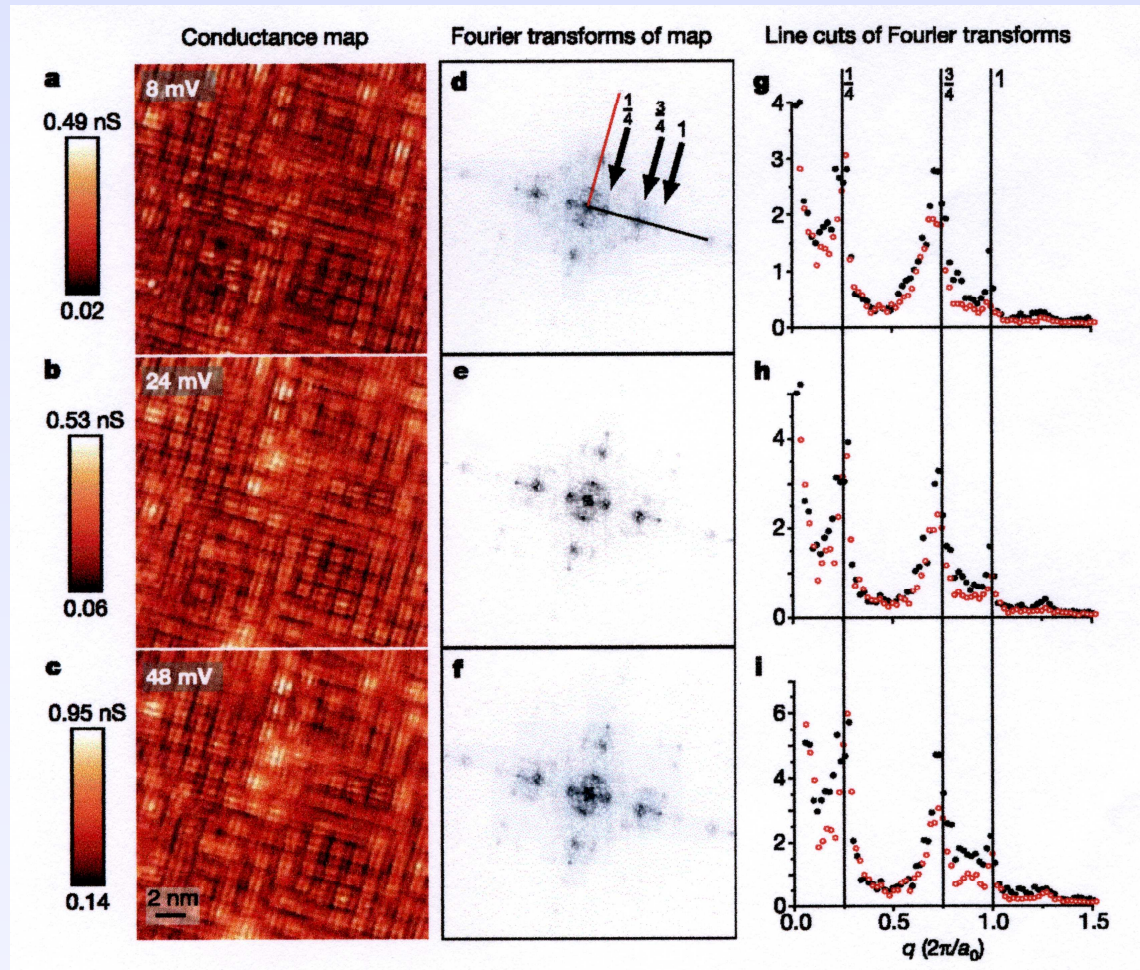 Conductance map
Fourier transforms of map
Line cuts of Fourier transforms
a
8 mV
0.49 nS
0.02
d
1/4
3/4
1
g
1/4
3/4
1
4
3
2
1
0
b
24 mV
0.53 nS
0.06
e
h
4
2
0
c
48 mV
0.95 nS
0.14
2 nm
f
i
6
4
2
0
0.0
0.5
1.0
1.5
q (2π/a₀)